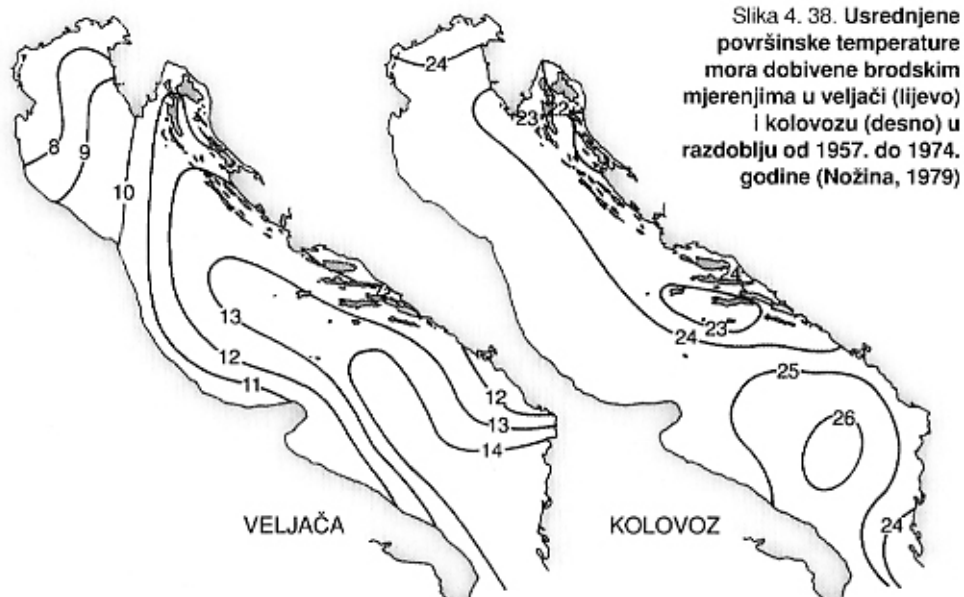 Slika 4. 38. Usrednjene
površinske temperature
mora dobivene brodskim
mjerenjima u veljači (lijevo)
i kolovozu (desno) u
razdoblju od 1957. do 1974.
godine (Nožina, 1979)
8
9
10
13
12
11
12
13
14
VELJAČA
24
23
23
24
25
26
24
KOLOVOZ